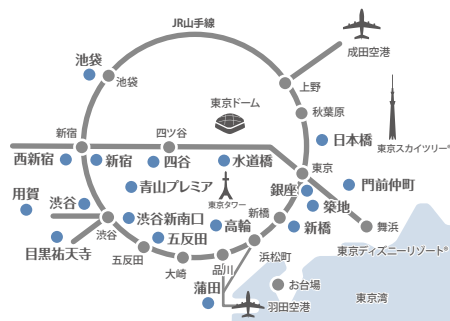 JR山手線
成田空港
池袋
池袋
上野
秋葉原
東京ドーム
東京スカイツリー®
新宿
四ツ谷
日本橋
西新宿
新宿
四谷
水道橋
東京
青山プレミア
東京タワー
銀座
門前仲町
用賀
渋谷
築地
渋谷
渋谷新南口
高輪
新橋
新橋
舞浜
目黒祐天寺
五反田
五反田
東京ディズニーリゾート®
大崎
品川
浜松町
お台場
蒲田
羽田空港
東京湾